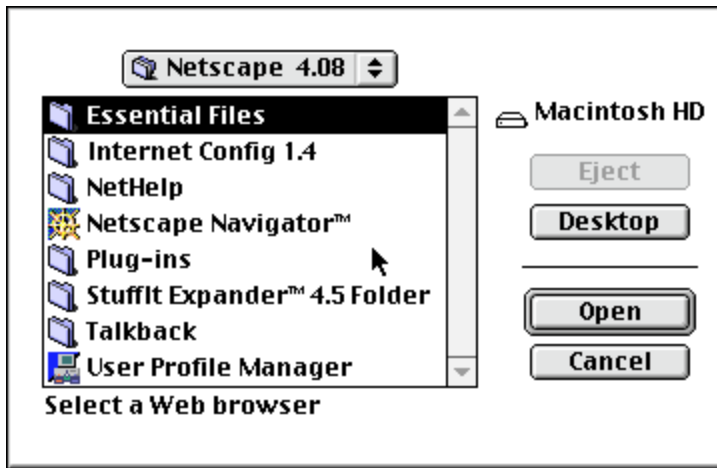 Netscape 4.08
Essential Files
Internet Config 1.4
NetHelp
Netscape Navigator™
Plug-ins
StuffIt Expander™ 4.5 Folder
Talkback
User Profile Manager
Select a Web browser
Macintosh HD
Eject
Desktop
Open
Cancel